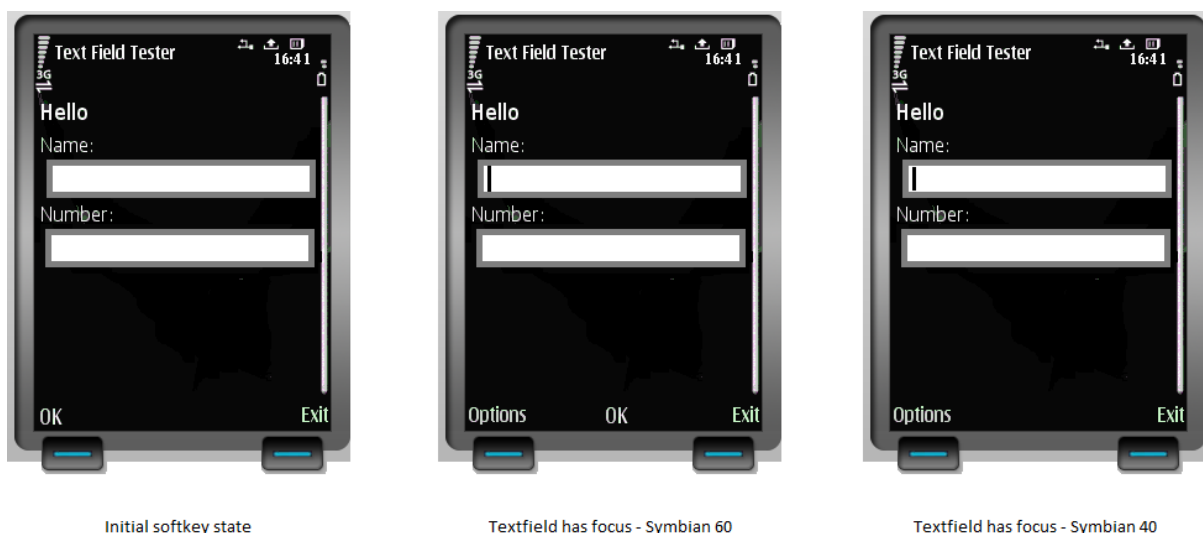 Text Field Tester
16:41
3G
Hello
Name:
Number:
OK Exit
Initial softkey state
Text Field Tester
16:41
3G
Hello
Name:
Number:
Options OK Exit
Textfield has focus - Symbian 60
Text Field Tester
16:41
3G
Hello
Name:
Number:
Options Exit
Textfield has focus - Symbian 40